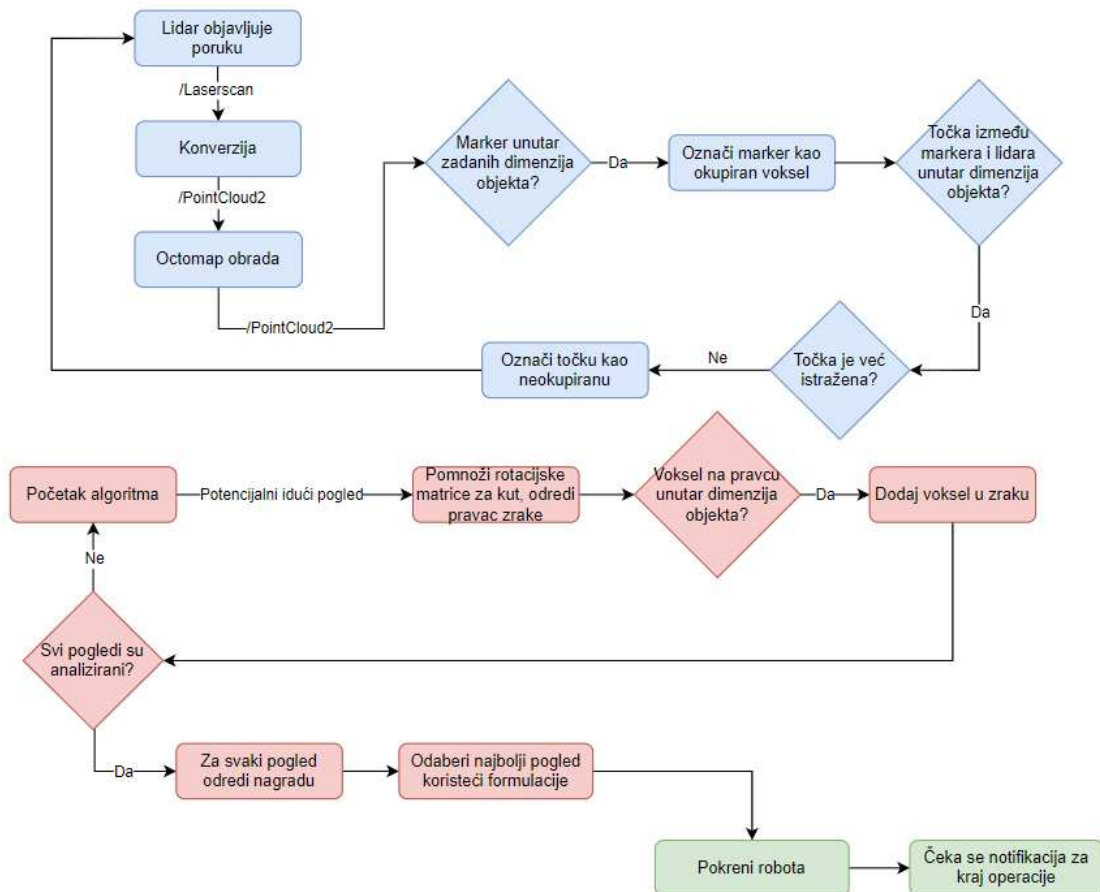 Lidar objavljuje
poruku
/Laserscan
Konverzija
/PointCloud2
Octomap obrada
/PointCloud2
Marker unutar
zadanih dimenzija
objekta?
Da
Označi marker kao
okupiran voksel
Točka između
markera i lidara
unutar dimenzija
objekta?
Da
Točka je već
istražena?
Ne
Označi točku kao
neokupiranu
Početak algoritma
Potencijalni idući pogled
Pomnoži rotacijske
matrice za kut, odredi
pravac zrake
Voksel na pravcu
unutar dimenzija
objekta?
Da
Dodaj voksel u zraku
Ne
Svi pogledi su
analizirani?
Da
Za svaki pogled
odredi nagradu
Odaberi najbolji pogled
koristeći formulacije
Pokreni robota
Čeka se notifikacija za
kraj operacije